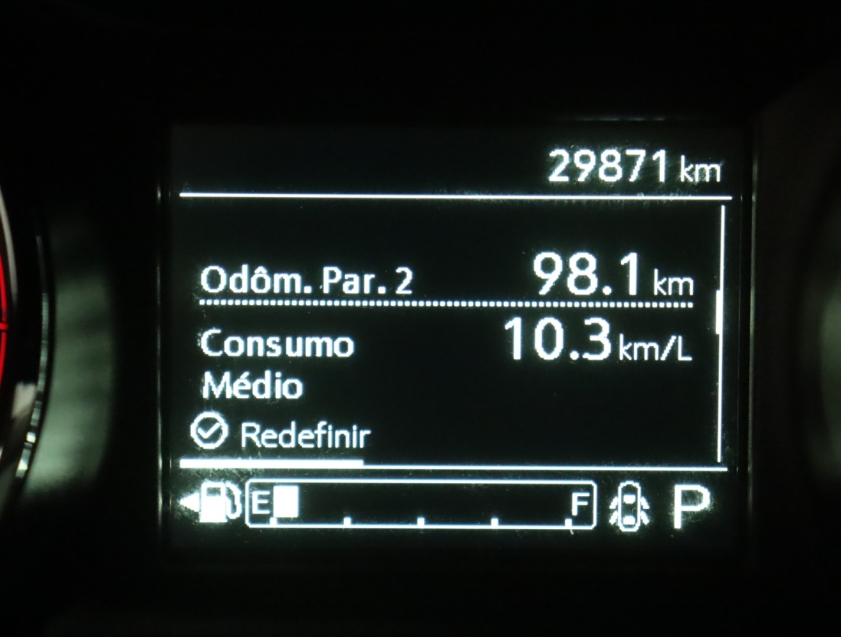 29871 km
Odôm. Par. 2 98.1 km
Consumo 10.3 km/L
Médio
Redefinir
E F P